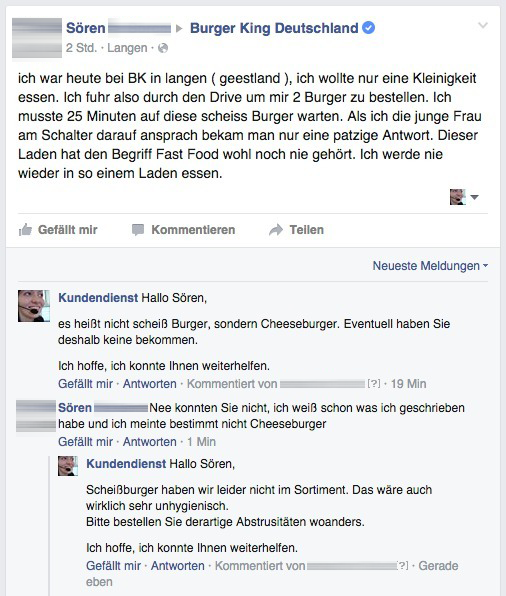 Sören ▸ Burger King Deutschland
2 Std. · Langen ·
ich war heute bei BK in langen ( geestland ), ich wollte nur eine Kleinigkeit
essen. Ich fuhr also durch den Drive um mir 2 Burger zu bestellen. Ich
musste 25 Minuten auf diese scheiss Burger warten. Als ich die junge Frau
am Schalter darauf ansprach bekam man nur eine patzige Antwort. Dieser
Laden hat den Begriff Fast Food wohl noch nie gehört. Ich werde nie
wieder in so einem Laden essen.
Gefällt mir Kommentieren Teilen
Neueste Meldungen
Kundendienst Hallo Sören,
es heißt nicht scheiß Burger, sondern Cheeseburger. Eventuell haben Sie
deshalb keine bekommen.
Ich hoffe, ich konnte Ihnen weiterhelfen.
Gefällt mir · Antworten · Kommentiert von [?] · 19 Min
Sören Nee konnten Sie nicht, ich weiß schon was ich geschrieben
habe und ich meinte bestimmt nicht Cheeseburger
Gefällt mir · Antworten · 1 Min
Kundendienst Hallo Sören,
Scheißburger haben wir leider nicht im Sortiment. Das wäre auch
wirklich sehr unhygienisch.
Bitte bestellen Sie derartige Abstrusitäten woanders.
Ich hoffe, ich konnte Ihnen weiterhelfen.
Gefällt mir · Antworten · Kommentiert von [?] · Gerade
eben